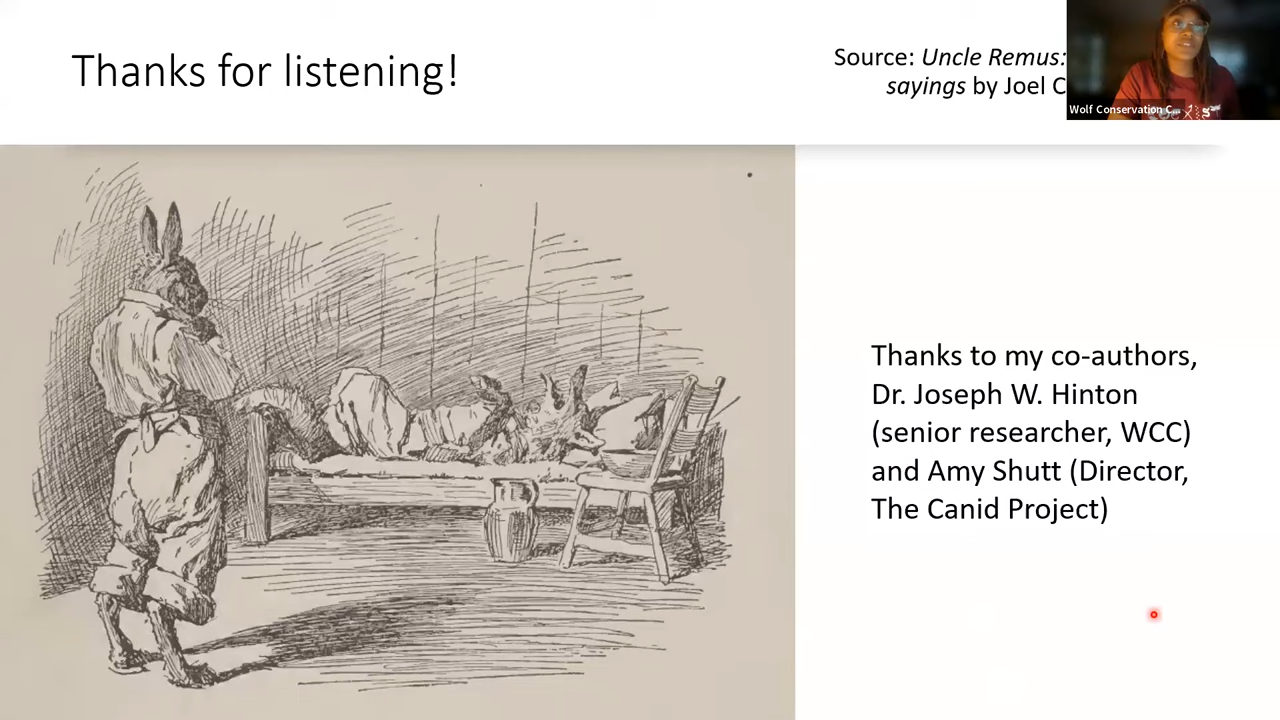 Thanks for listening!
Source: Uncle Remus:
sayings by Joel C
Wolf Conservation C...
Thanks to my co-authors,
Dr. Joseph W. Hinton
(senior researcher, WCC)
and Amy Shutt (Director,
The Canid Project)